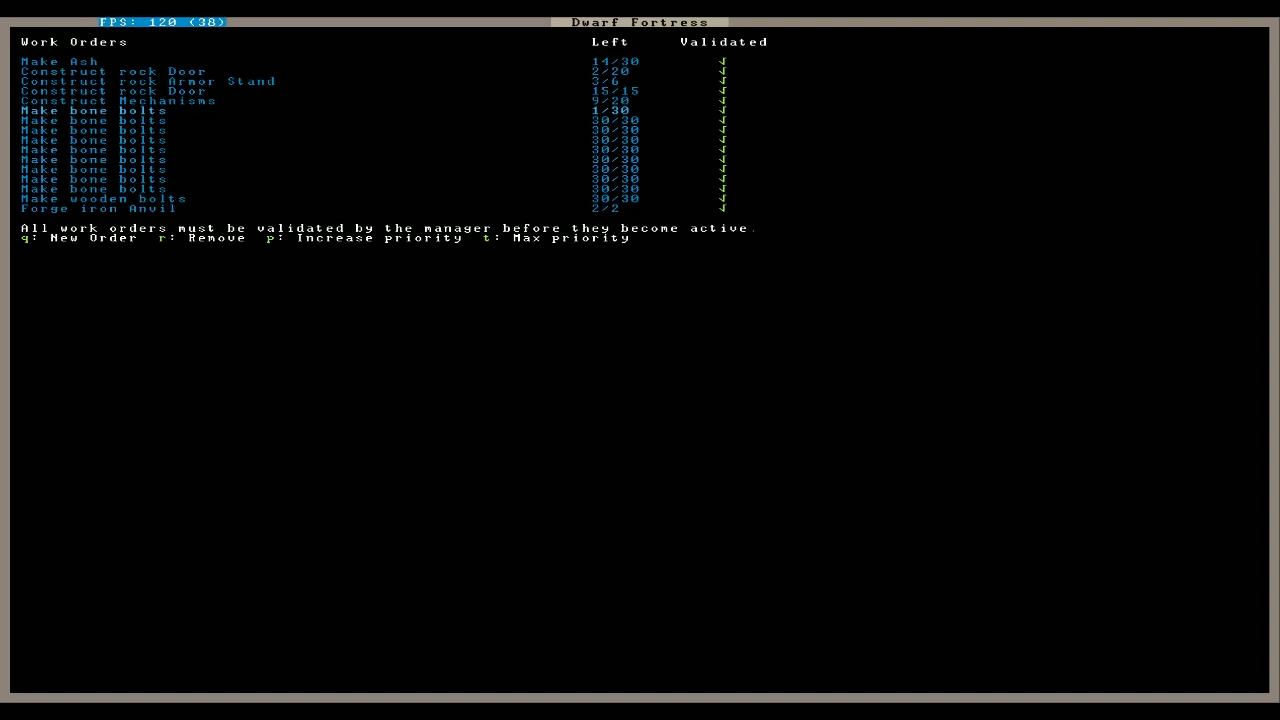 FPS: 120 (38) Dwarf Fortress
Work Orders Left Validated
Make Ash 14/30 √
Construct rock Door 2/20 √
Construct rock Armor Stand 3/6 √
Construct rock Door 15/15 √
Construct Mechanisms 9/20 √
Make bone bolts 1/30 √
Make bone bolts 30/30 √
Make bone bolts 30/30 √
Make bone bolts 30/30 √
Make bone bolts 30/30 √
Make bone bolts 30/30 √
Make bone bolts 30/30 √
Make bone bolts 30/30 √
Make bone bolts 30/30 √
Make wooden bolts 30/30 √
Forge iron Anvil 2/2 √
All work orders must be validated by the manager before they become active.
q: New Order r: Remove p: Increase priority t: Max priority